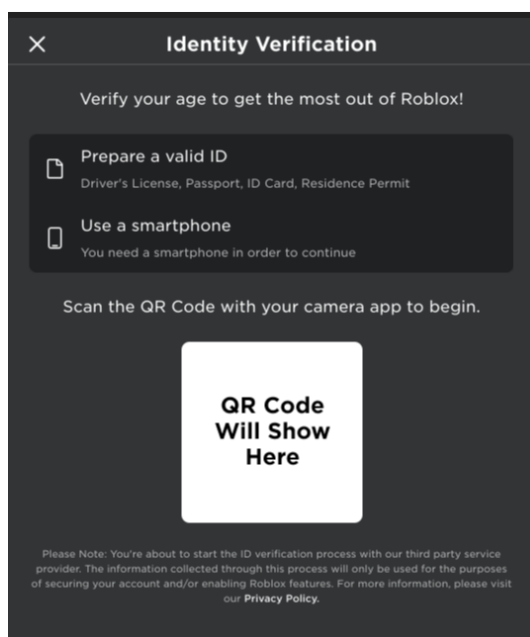 Identity Verification
Verify your age to get the most out of Roblox!
Prepare a valid ID
Driver's License, Passport, ID Card, Residence Permit
Use a smartphone
You need a smartphone in order to continue
Scan the QR Code with your camera app to begin.
QR Code
Will Show
Here
Please Note: You're about to start the ID verification process with our third party service
provider. The information collected through this process will only be used for the purposes
of securing your account and/or enabling Roblox features. For more information, please visit
our Privacy Policy.